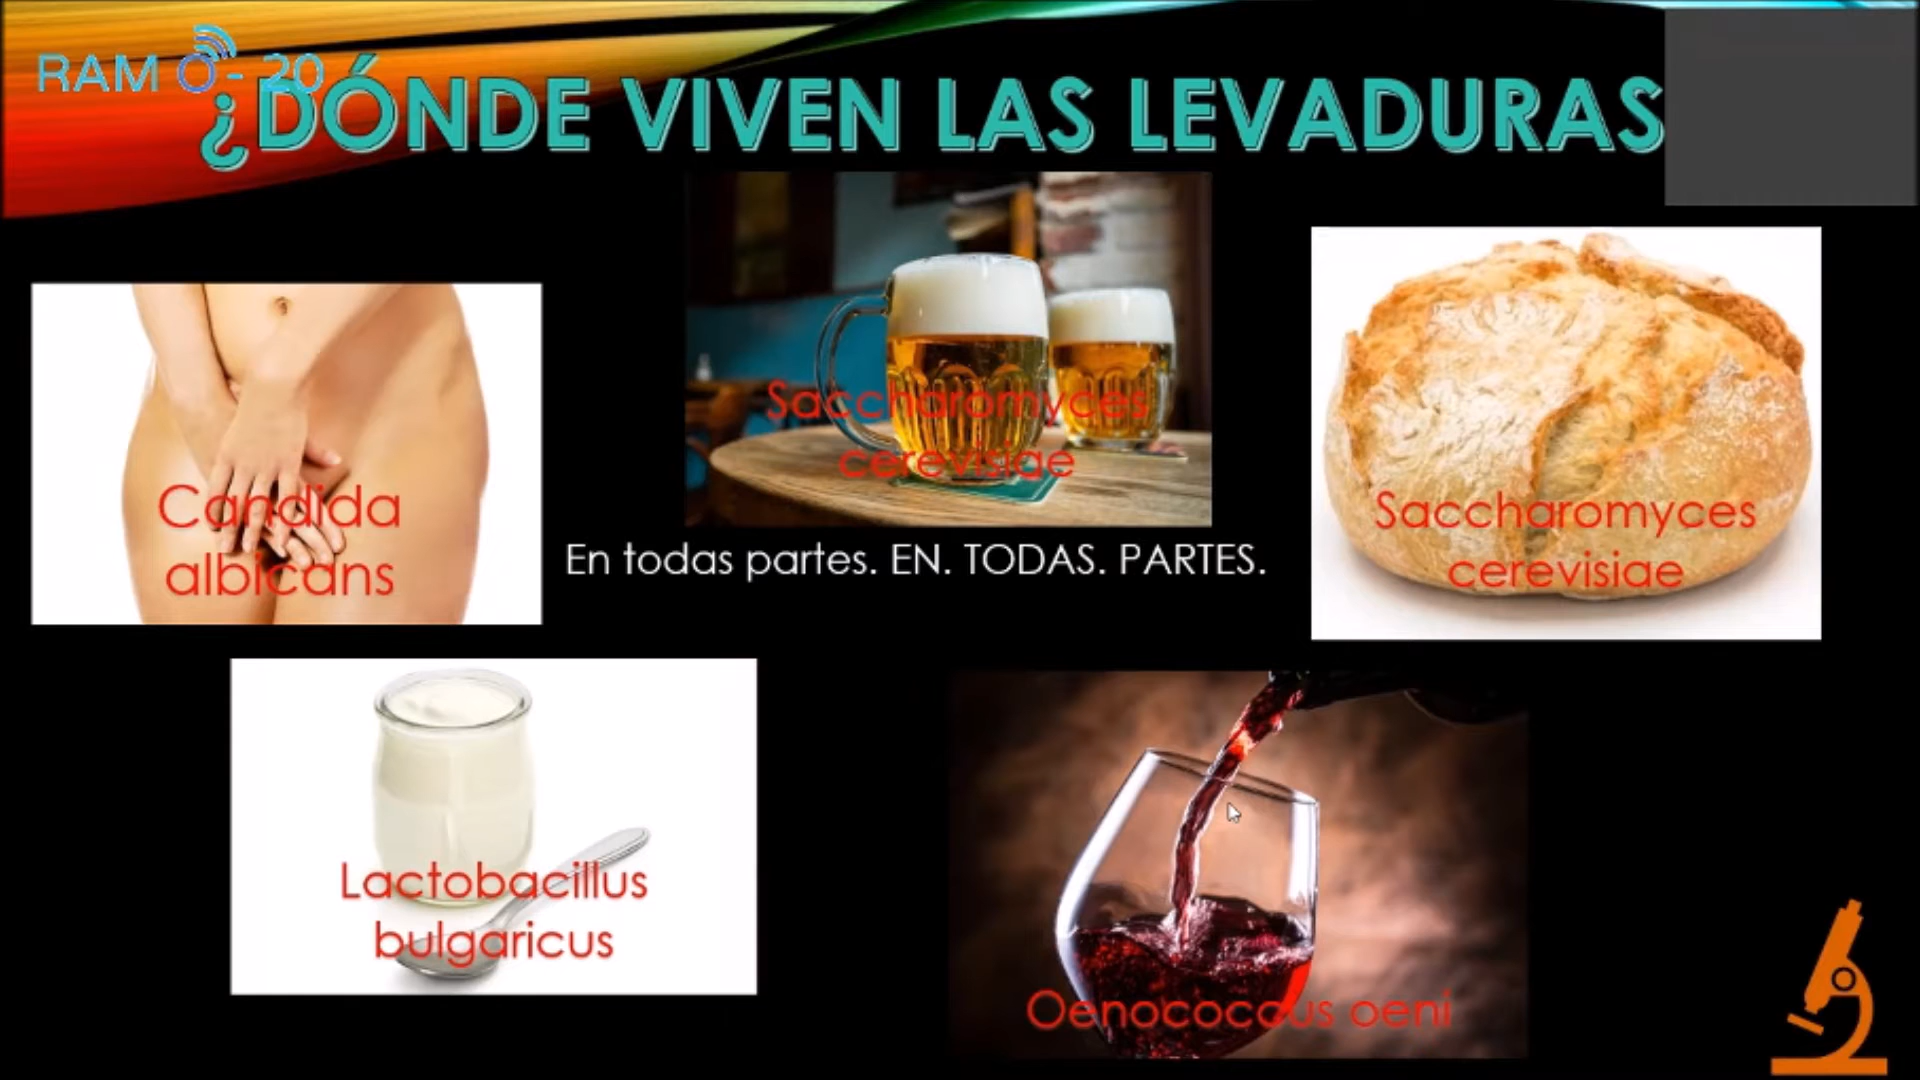 RAM O - 20
¿DÓNDE VIVEN LAS LEVADURAS
Saccharomyces
cerevisiae
Candida
albicans
Saccharomyces
cerevisiae
En todas partes. EN. TODAS. PARTES.
Lactobacillus
bulgaricus
Oenococcus oeni